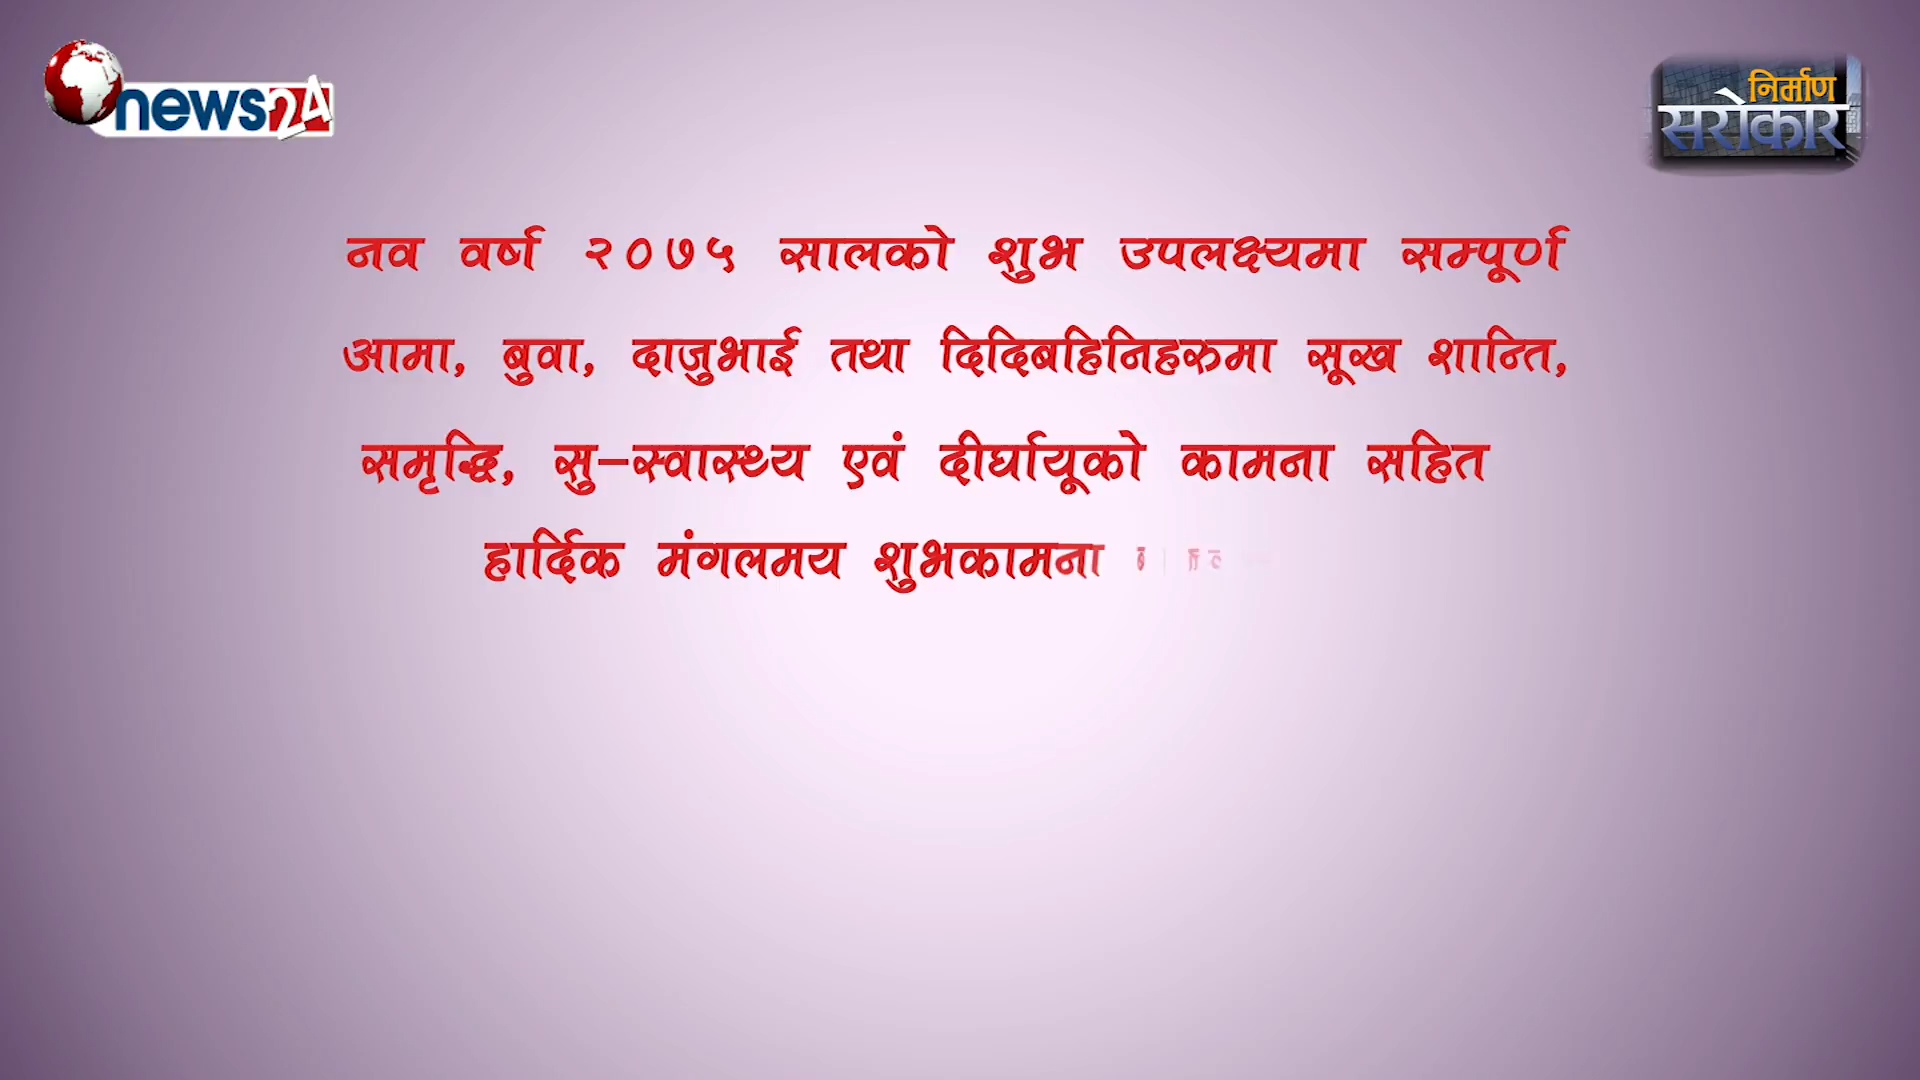 news24
निर्माण
सरोकार
नव वर्ष २०७५ सालको शुभ उपलक्ष्यमा सम्पूर्ण
आमा, बुवा, दाजुभाई तथा दिदिबहिनिहरुमा सूख शान्ति,
समृद्धि, सु-स्वास्थ्य एवं दीर्घायूको कामना सहित
हार्दिक मंगलमय शुभकामना